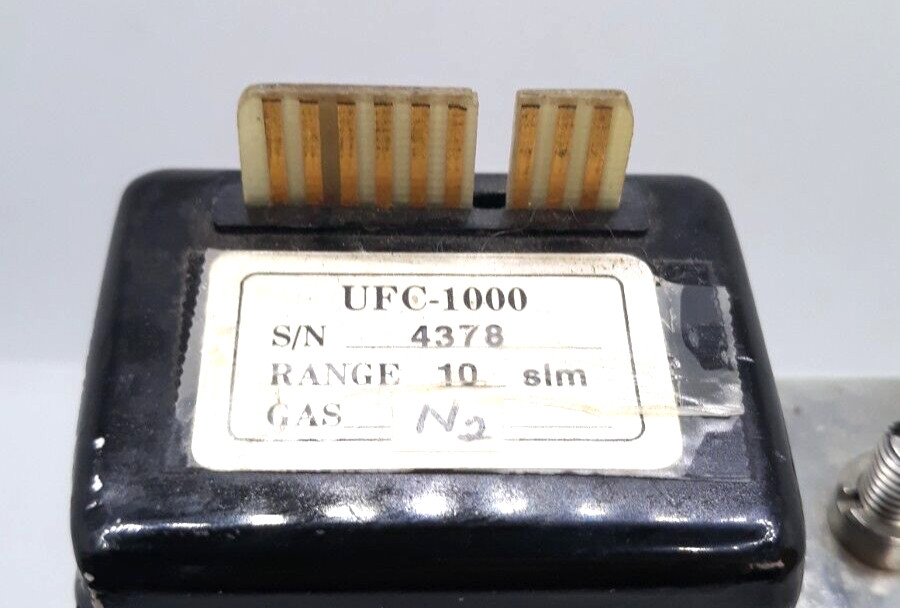 UFC-1000
S/N 4378
RANGE 10 slm
GAS N2